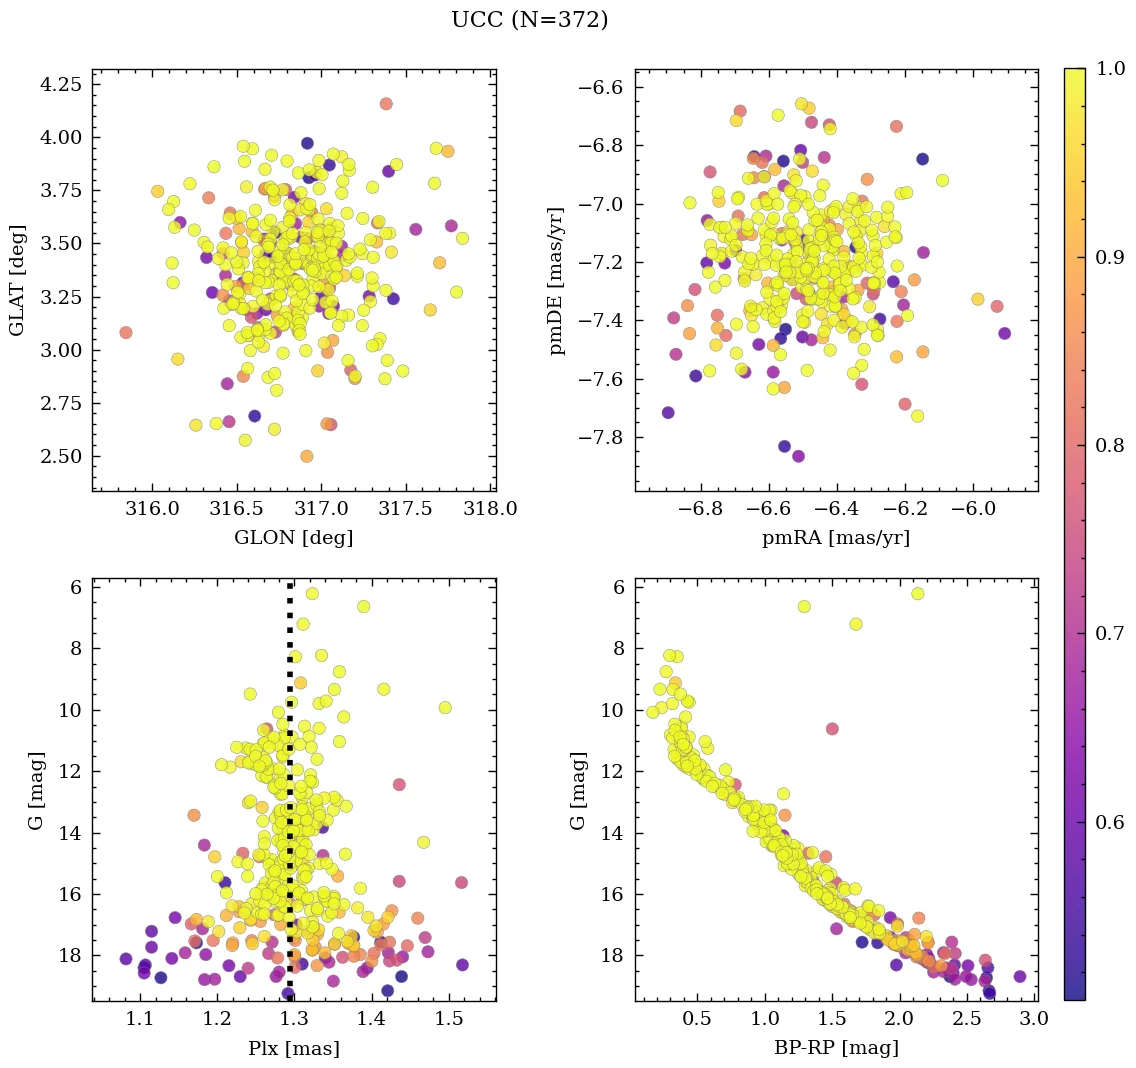 UCC (N=372)
4.25
4.00
3.75
3.50
3.25
3.00
2.75
2.50
GLAT [deg]
316.0 316.5 317.0 317.5 318.0
GLON [deg]
−6.6
−6.8
−7.0
−7.2
−7.4
−7.6
−7.8
pmDE [mas/yr]
−6.8 −6.6 −6.4 −6.2 −6.0
pmRA [mas/yr]
6
8
10
12
14
16
18
G [mag]
1.1 1.2 1.3 1.4 1.5
Plx [mas]
6
8
10
12
14
16
18
G [mag]
0.5 1.0 1.5 2.0 2.5 3.0
BP-RP [mag]
1.0
0.9
0.8
0.7
0.6